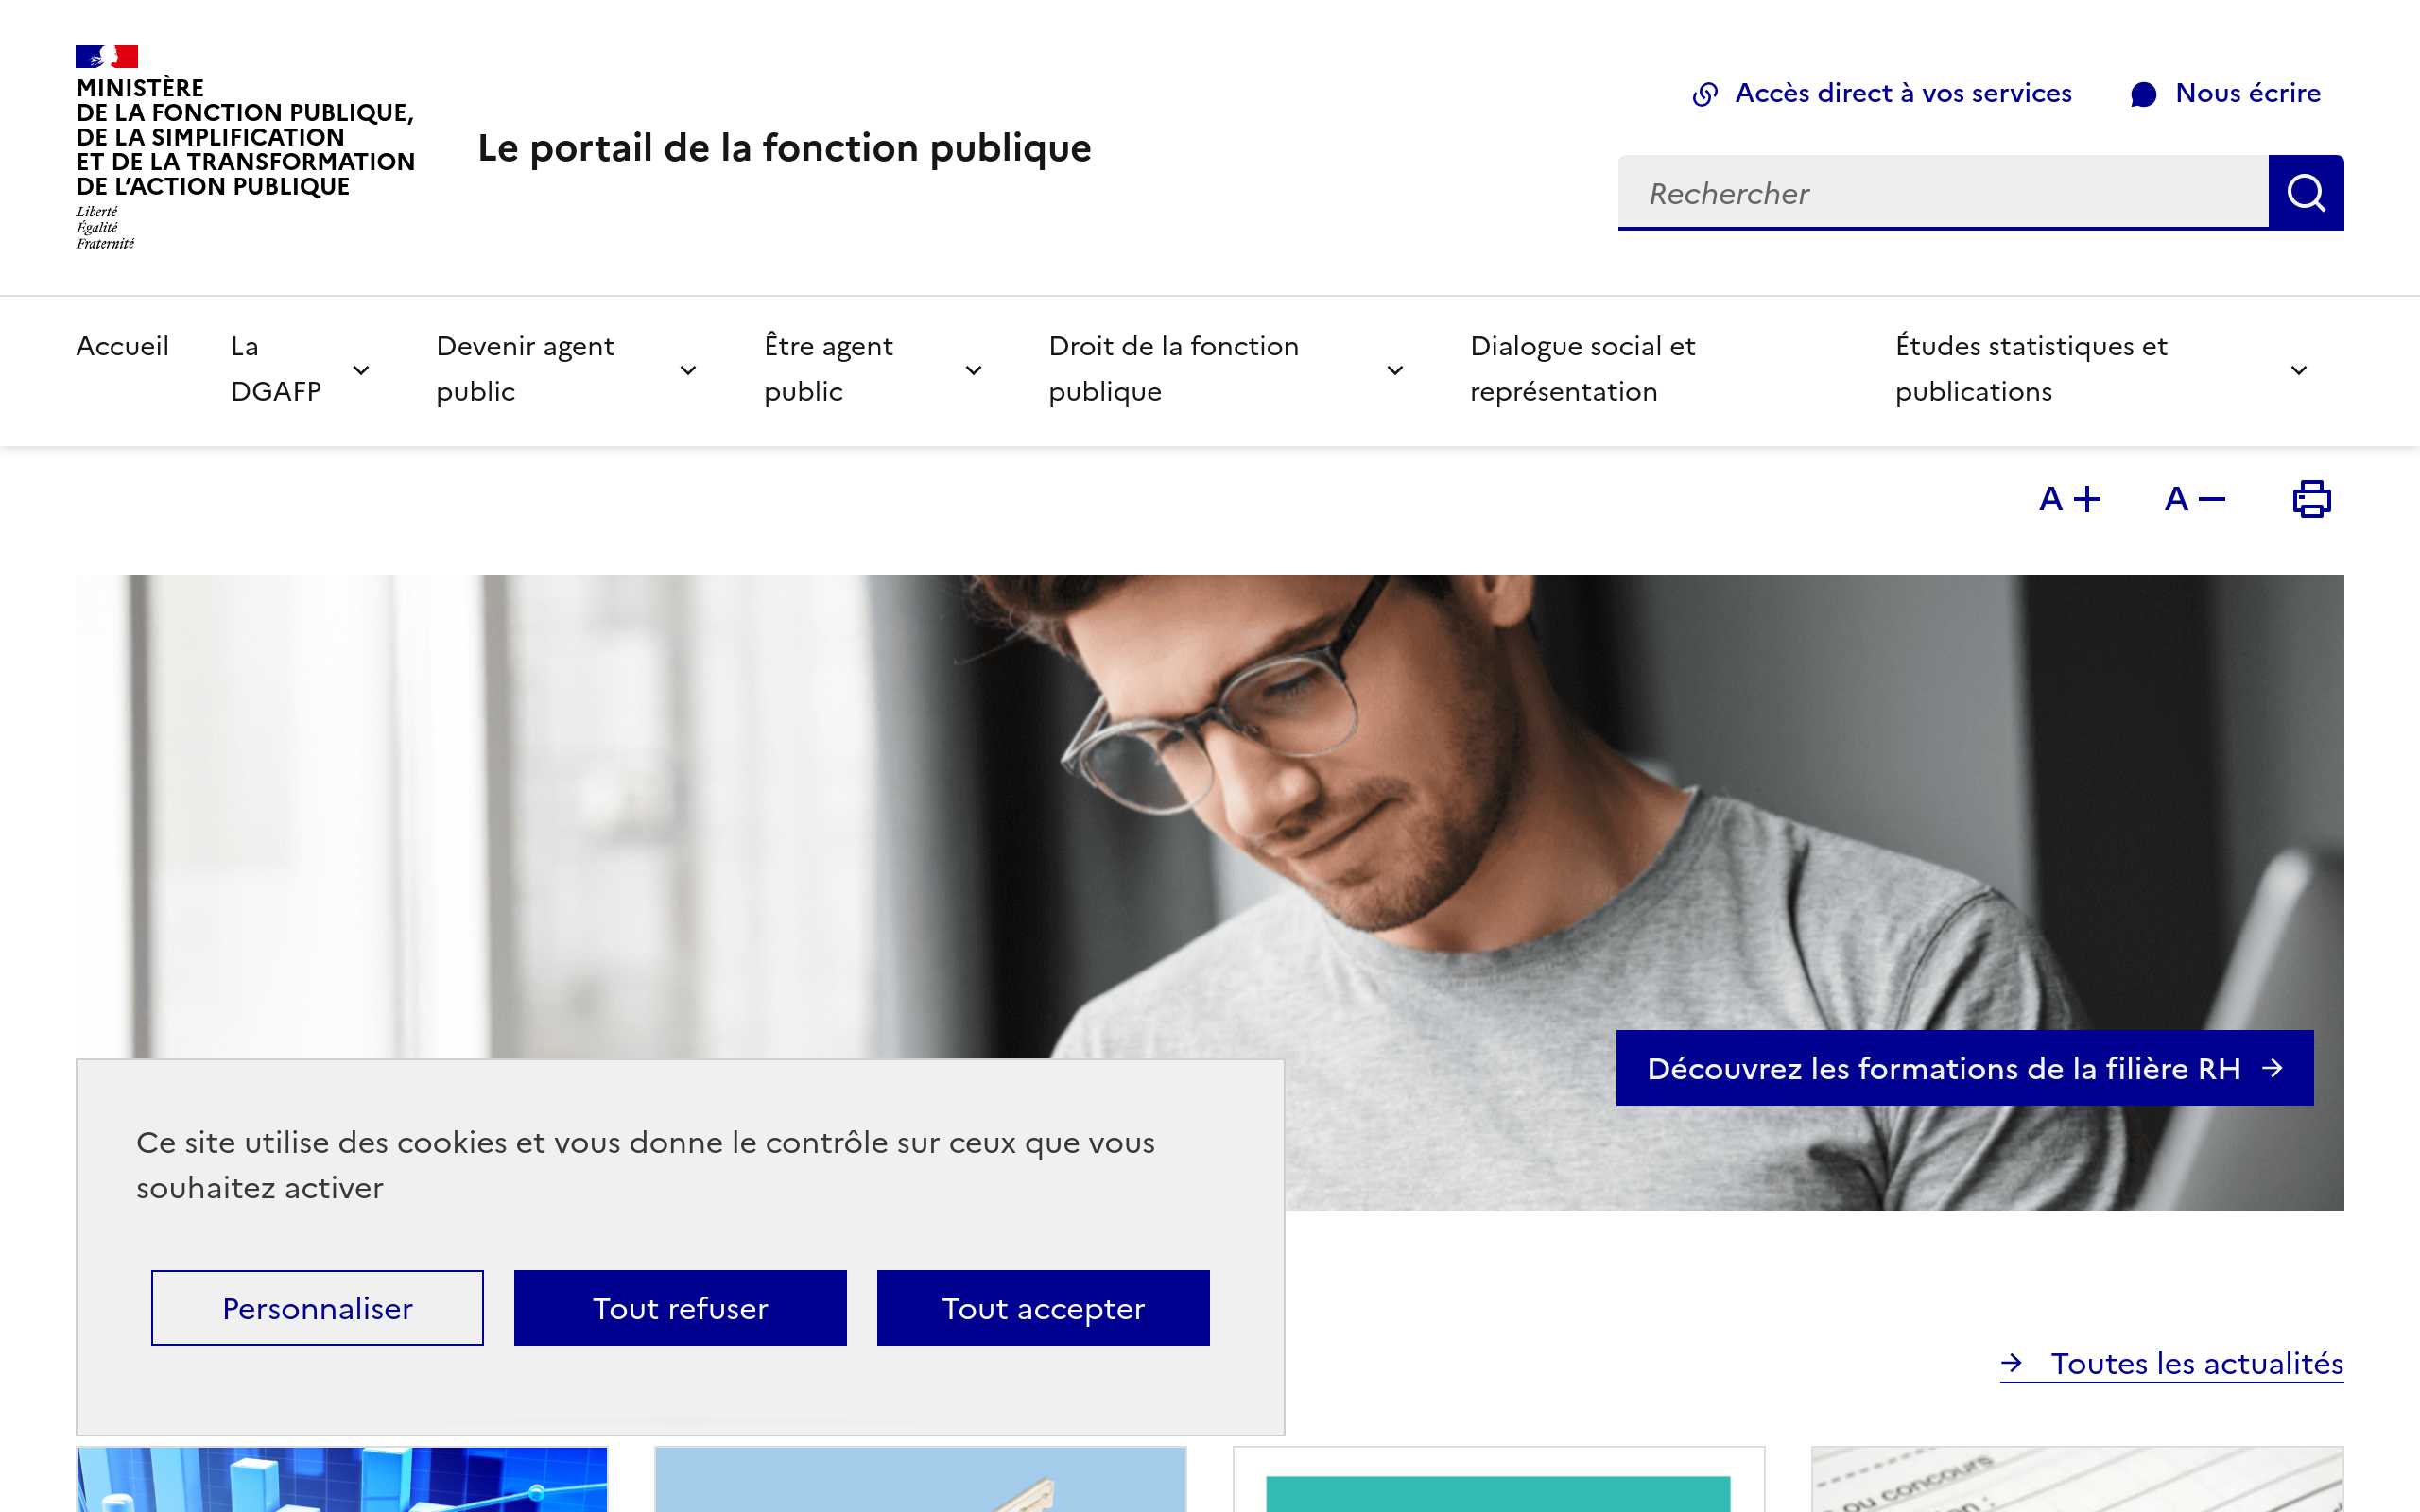 MINISTÈRE
DE LA FONCTION PUBLIQUE,
DE LA SIMPLIFICATION
ET DE LA TRANSFORMATION
DE L’ACTION PUBLIQUE
Liberté
Égalité
Fraternité
Le portail de la fonction publique
Accès direct à vos services
Nous écrire
Rechercher
Accueil
La
DGAFP
Devenir agent
public
Être agent
public
Droit de la fonction
publique
Dialogue social et
représentation
Études statistiques et
publications
A +
A −
Découvrez les formations de la filière RH
Ce site utilise des cookies et vous donne le contrôle sur ceux que vous
souhaitez activer
Personnaliser
Tout refuser
Tout accepter
Toutes les actualités
ou concours